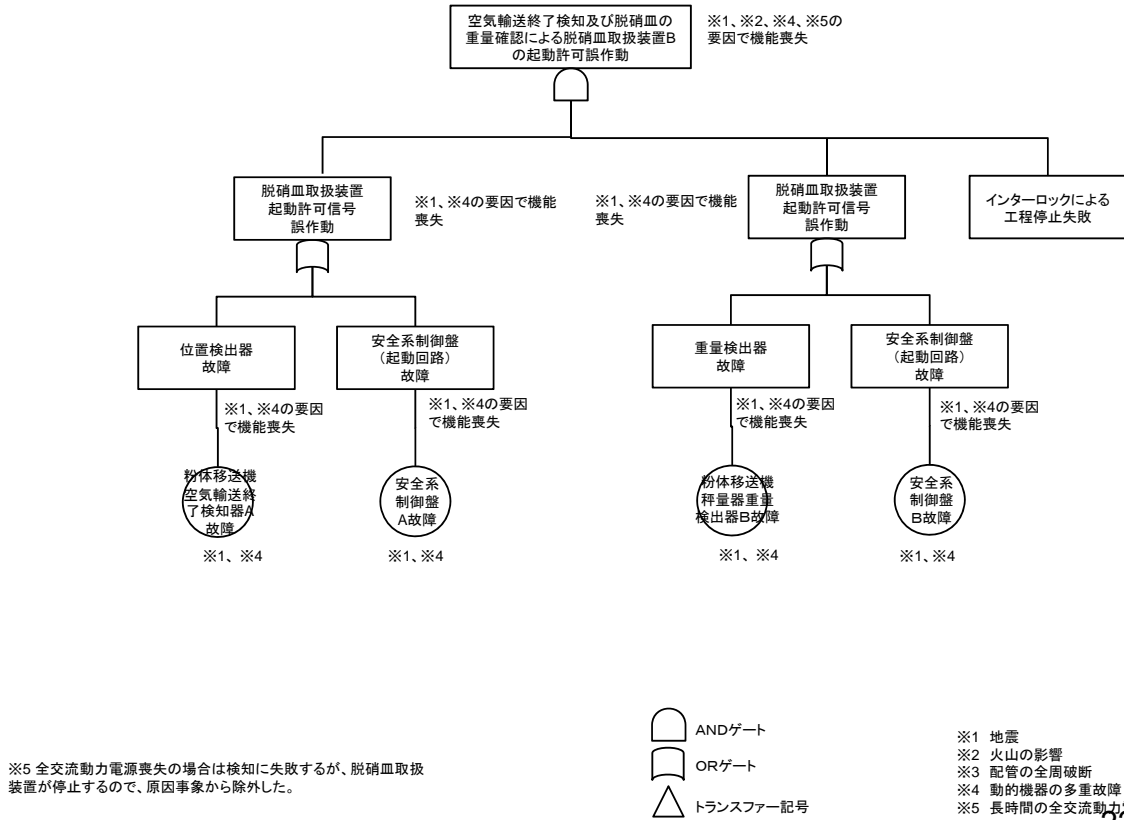 空気輸送終了検知及び脱硝皿の
重量確認による脱硝皿取扱装置B
の起動許可誤作動
※1、※2、※4、※5の
要因で機能喪失
脱硝皿取扱装置
起動許可信号
誤作動
※1、※4の要因で機能
喪失
※1、※4の要因で機能
喪失
脱硝皿取扱装置
起動許可信号
誤作動
インターロックによる
工程停止失敗
位置検出器
故障
安全系制御盤
(起動回路)
故障
重量検出器
故障
安全系制御盤
(起動回路)
故障
※1、※4の要因
で機能喪失
※1、※4の要因
で機能喪失
※1、※4の要因
で機能喪失
※1、※4の要因
で機能喪失
粉体移送機
空気輸送終
了検知器A
故障
安全系
制御盤
A故障
粉体移送機
秤量器重量
検出器B故障
安全系
制御盤
B故障
※1、※4
※1、※4
※1、※4
※1、※4
※5 全交流動力電源喪失の場合は検知に失敗するが、脱硝皿取扱
装置が停止するので、原因事象から除外した。
ANDゲート
ORゲート
トランスファー記号
※1 地震
※2 火山の影響
※3 配管の全周破断
※4 動的機器の多重故障
※5 長時間の全交流動力